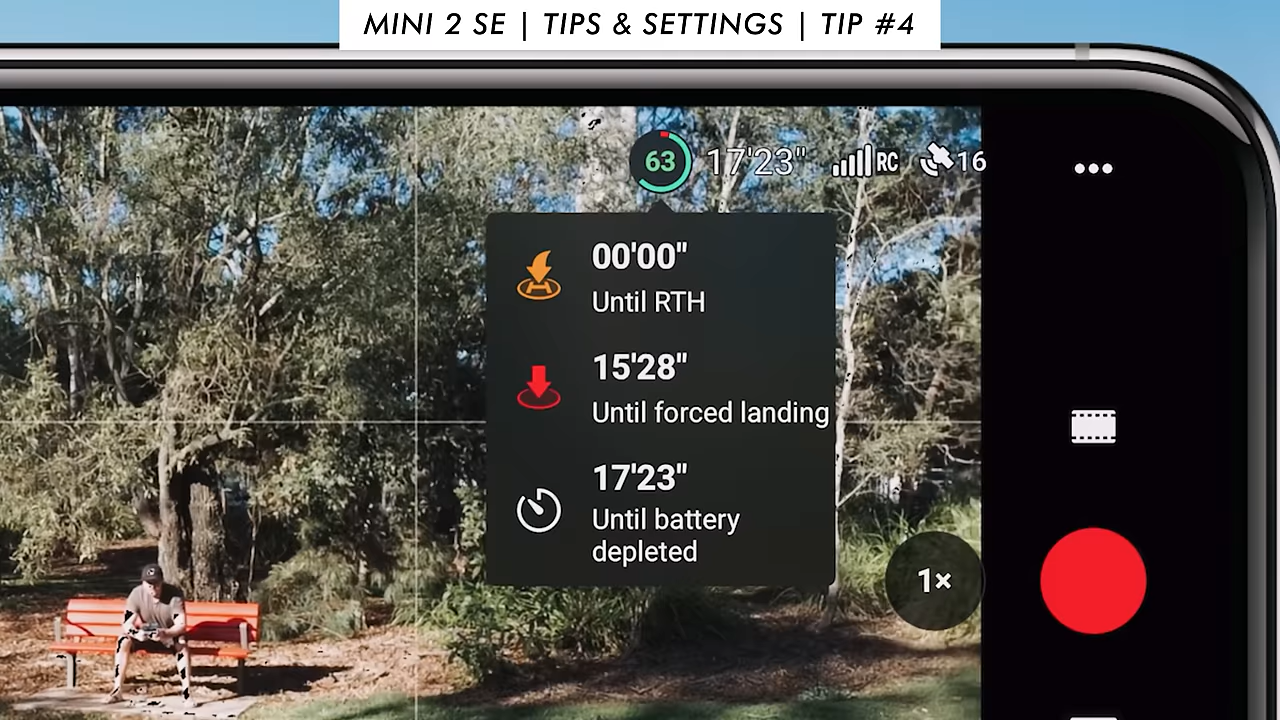 MINI 2 SE | TIPS & SETTINGS | TIP #4
63 17'23" RC 16
00'00"
Until RTH
15'28"
Until forced landing
17'23"
Until battery
depleted
1×